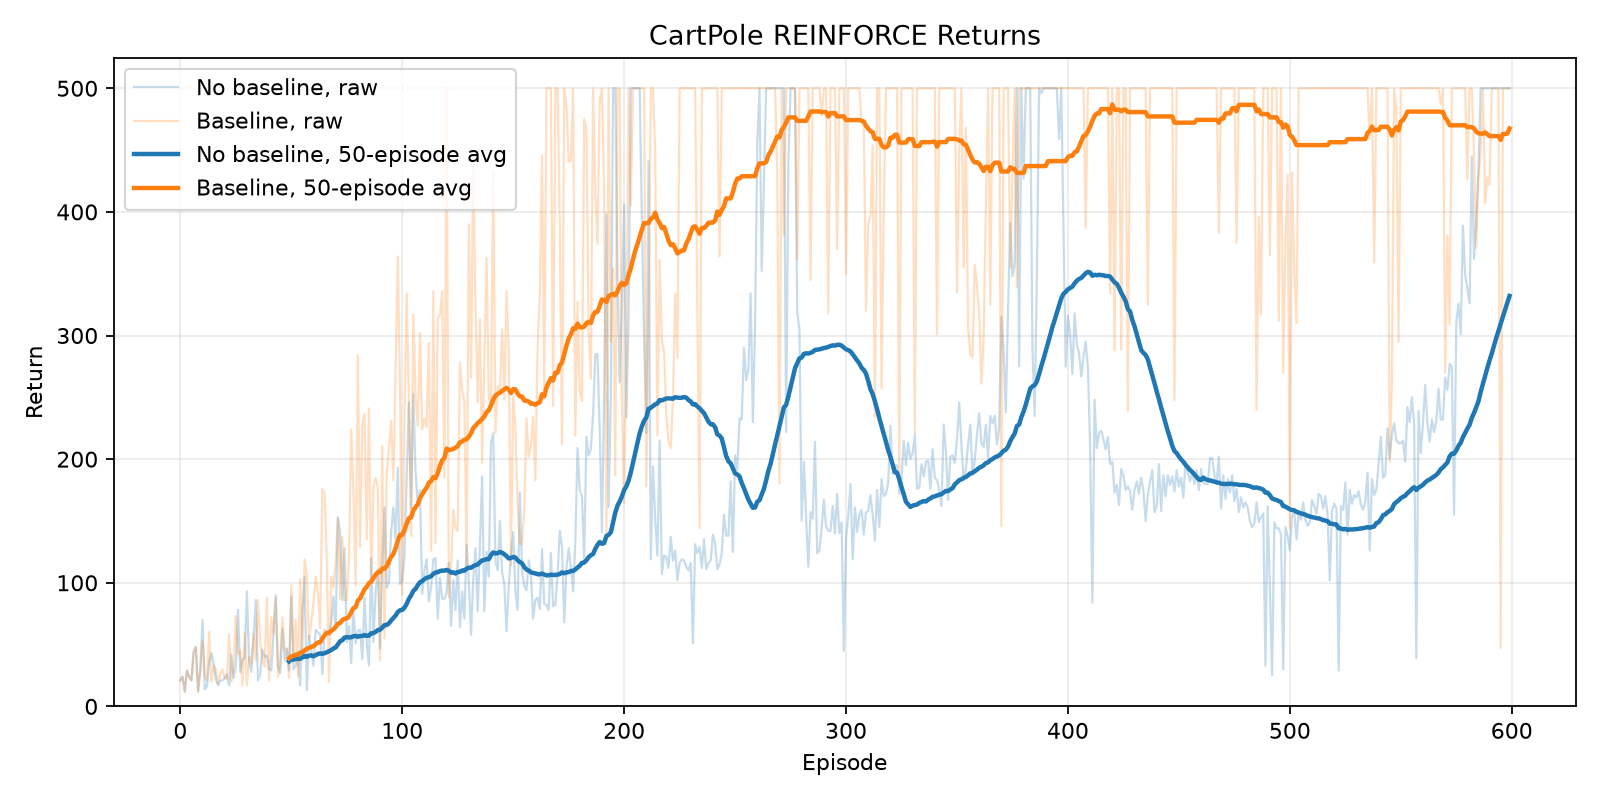 CartPole REINFORCE Returns
500
400
300
200
100
0
Return
No baseline, raw
Baseline, raw
No baseline, 50-episode avg
Baseline, 50-episode avg
0 100 200 300 400 500 600
Episode